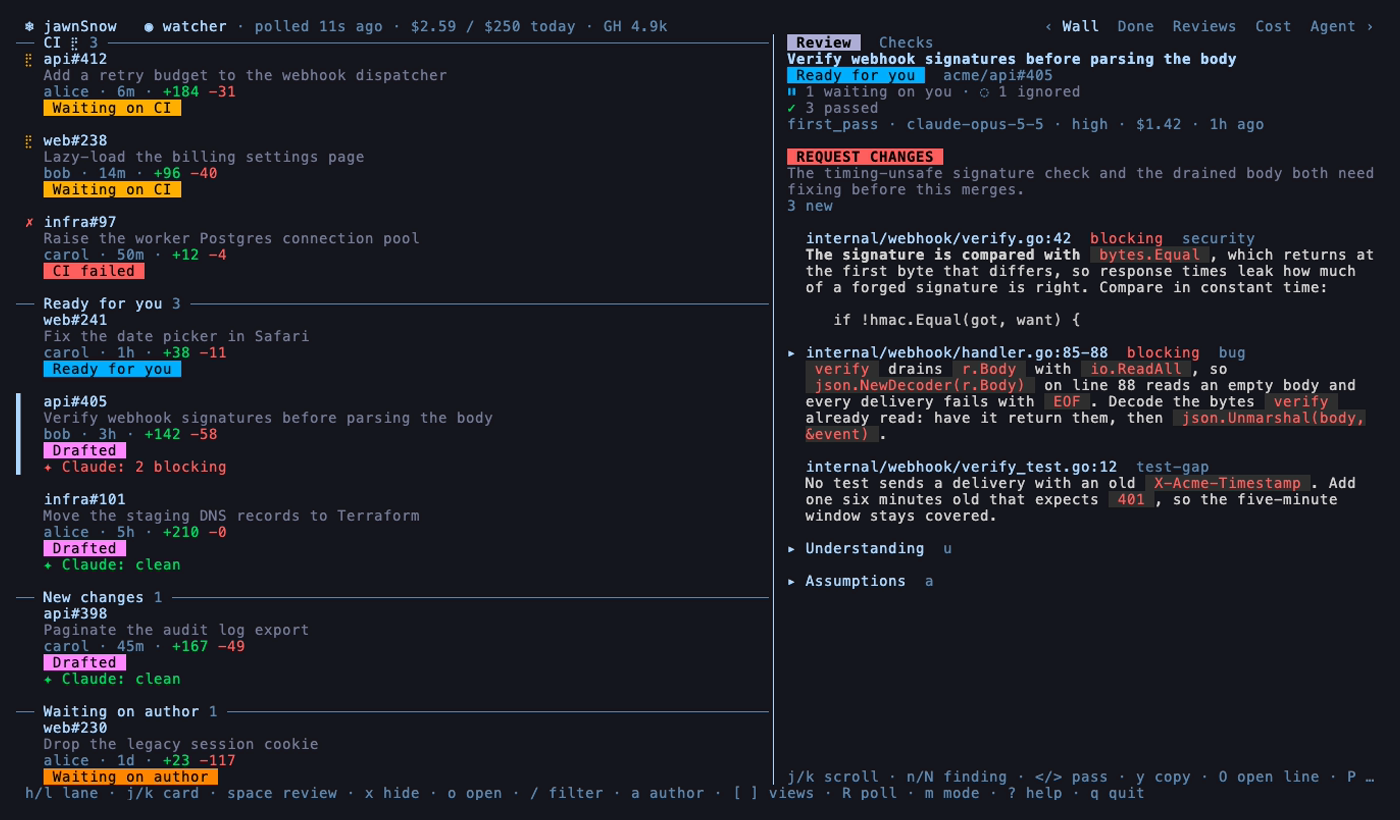 ❄ jawnSnow ◉ watcher · polled 11s ago · $2.59 / $250 today · GH 4.9k
‹ Wall Done Reviews Cost Agent ›
CI ⣟ 3
api#412
Add a retry budget to the webhook dispatcher
alice · 6m · +184 −31
Waiting on CI
web#238
Lazy-load the billing settings page
bob · 14m · +96 −40
Waiting on CI
✗ infra#97
Raise the worker Postgres connection pool
carol · 50m · +12 −4
CI failed
Ready for you 3
web#241
Fix the date picker in Safari
carol · 1h · +38 −11
Ready for you
api#405
Verify webhook signatures before parsing the body
bob · 3h · +142 −58
Drafted
✦ Claude: 2 blocking
infra#101
Move the staging DNS records to Terraform
alice · 5h · +210 −0
Drafted
✦ Claude: clean
New changes 1
api#398
Paginate the audit log export
carol · 45m · +167 −49
Drafted
✦ Claude: clean
Waiting on author 1
web#230
Drop the legacy session cookie
alice · 1d · +23 −117
Waiting on author
Review Checks
Verify webhook signatures before parsing the body
Ready for you acme/api#405
1 waiting on you · ◌ 1 ignored
✓ 3 passed
first_pass · claude-opus-5-5 · high · $1.42 · 1h ago
REQUEST CHANGES
The timing-unsafe signature check and the drained body both need
fixing before this merges.
3 new
internal/webhook/verify.go:42 blocking security
The signature is compared with bytes.Equal , which returns at
the first byte that differs, so response times leak how much
of a forged signature is right. Compare in constant time:
if !hmac.Equal(got, want) {
▸ internal/webhook/handler.go:85–88 blocking bug
verify drains r.Body with io.ReadAll , so
json.NewDecoder(r.Body) on line 88 reads an empty body and
every delivery fails with EOF . Decode the bytes verify
already read: have it return them, then json.Unmarshal(body,
&event) .
internal/webhook/verify_test.go:12 test-gap
No test sends a delivery with an old X-Acme-Timestamp . Add
one six minutes old that expects 401 , so the five-minute
window stays covered.
▸ Understanding u
▸ Assumptions a
j/k scroll · n/N finding · </> pass · y copy · O open line · P …
h/l lane · j/k card · space review · x hide · o open · / filter · a author · [ ] views · R poll · m mode · ? help · q quit